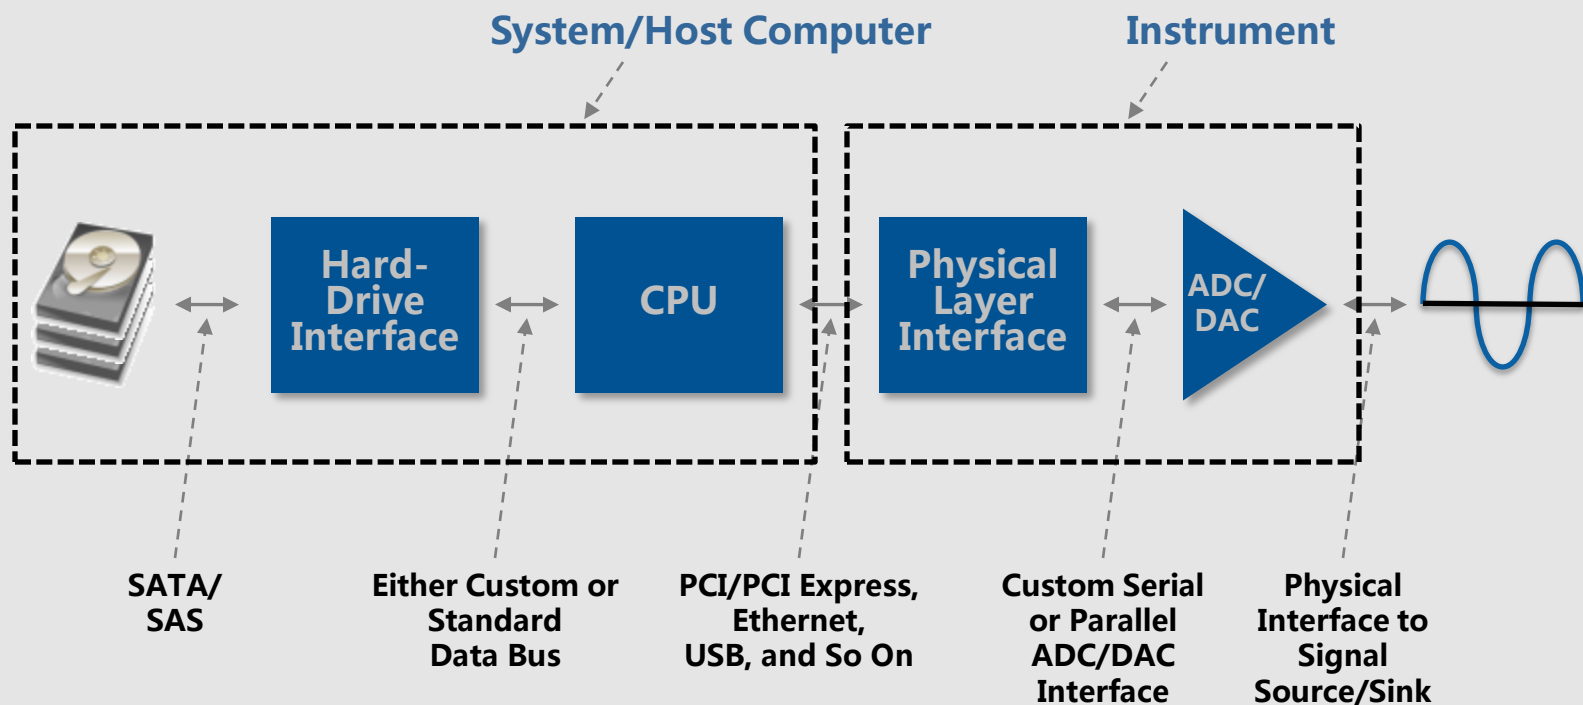 System/Host Computer
Instrument
Hard-
Drive
Interface
CPU
Physical
Layer
Interface
ADC/
DAC
SATA/
SAS
Either Custom or
Standard
Data Bus
PCI/PCI Express,
Ethernet,
USB, and So On
Custom Serial
or Parallel
ADC/DAC
Interface
Physical
Interface to
Signal
Source/Sink